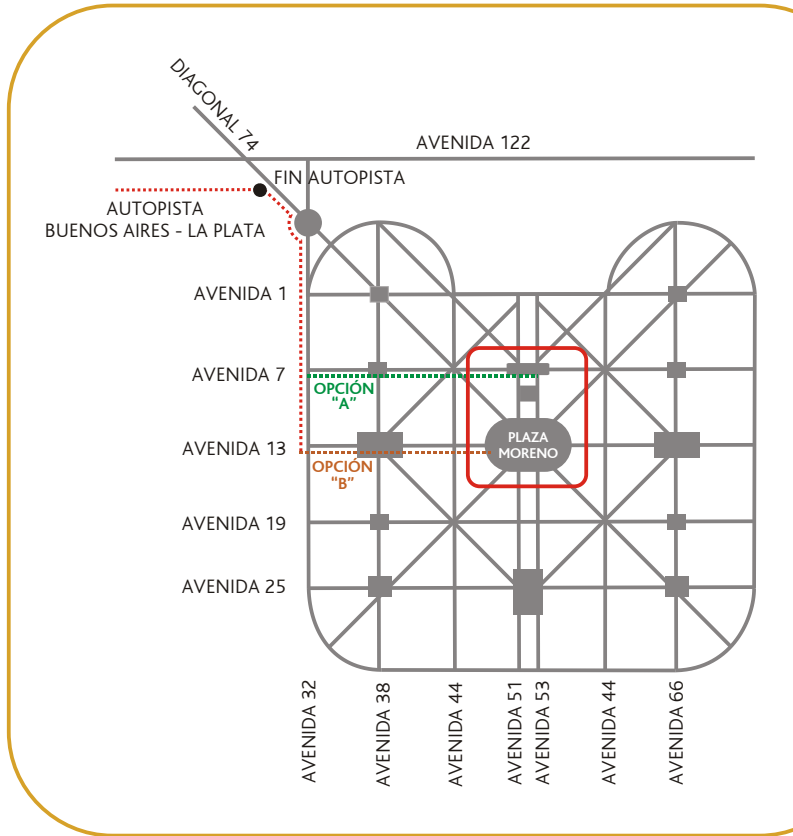 DIAGONAL 74
AVENIDA 122
FIN AUTOPISTA
AUTOPISTA
BUENOS AIRES - LA PLATA
AVENIDA 1
AVENIDA 7
OPCIÓN
"A"
AVENIDA 13
PLAZA
MORENO
OPCIÓN
"B"
AVENIDA 19
AVENIDA 25
AVENIDA 32
AVENIDA 38
AVENIDA 44
AVENIDA 51
AVENIDA 53
AVENIDA 44
AVENIDA 66